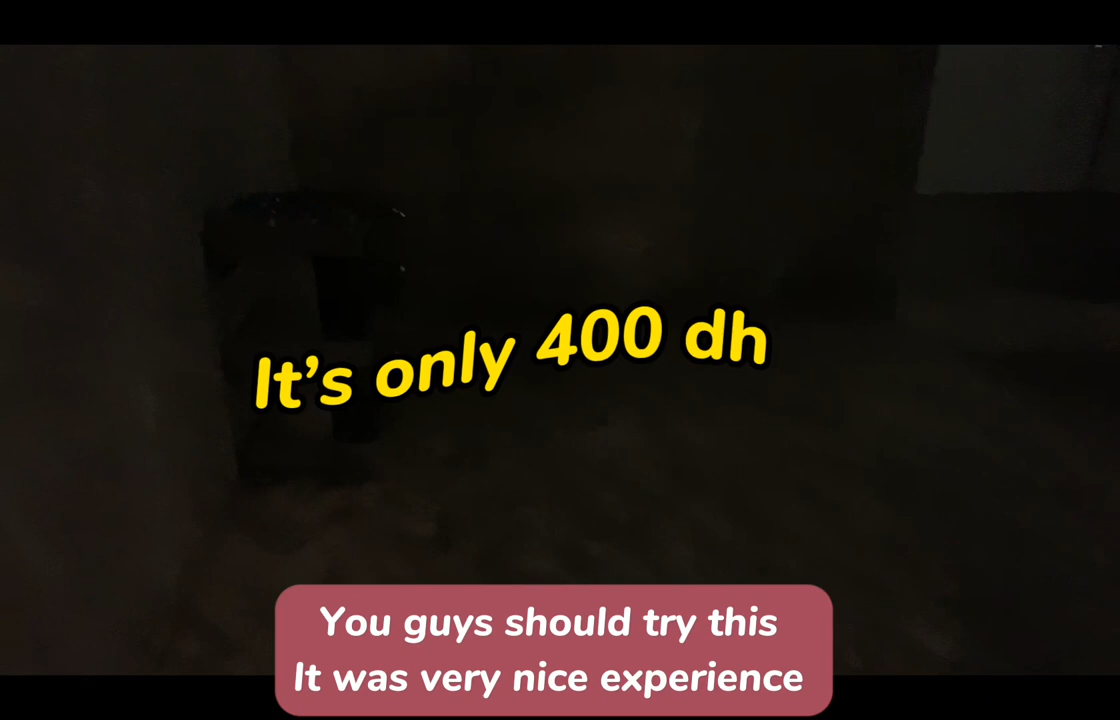 It’s only 400 dh
You guys should try this
It was very nice experience